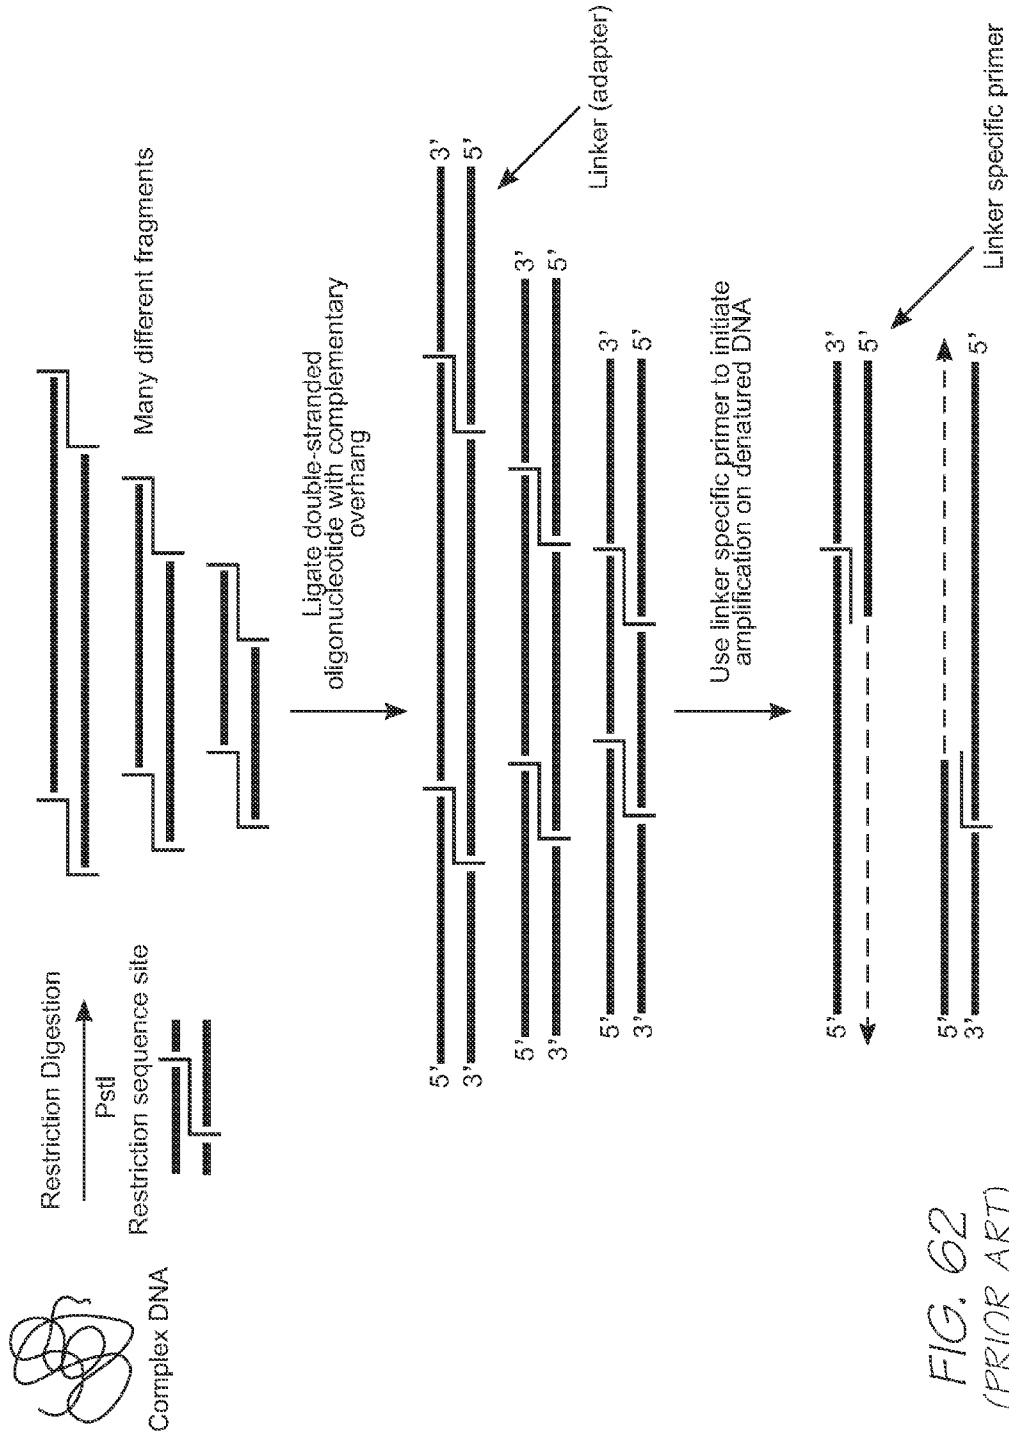 Complex DNA
Restriction Digestion
PstI
Restriction sequence site
Many different fragments
Ligate double-stranded
oligonucleotide with complementary
overhang
5'
3'
3'
5'
5'
3'
3'
5'
5'
3'
3'
5'
Linker (adapter)
Use linker specific primer to initiate
amplification on denatured DNA
5'
3'
5'
Linker specific primer
5'
3'
5'
FIG. 62
(PRIOR ART)